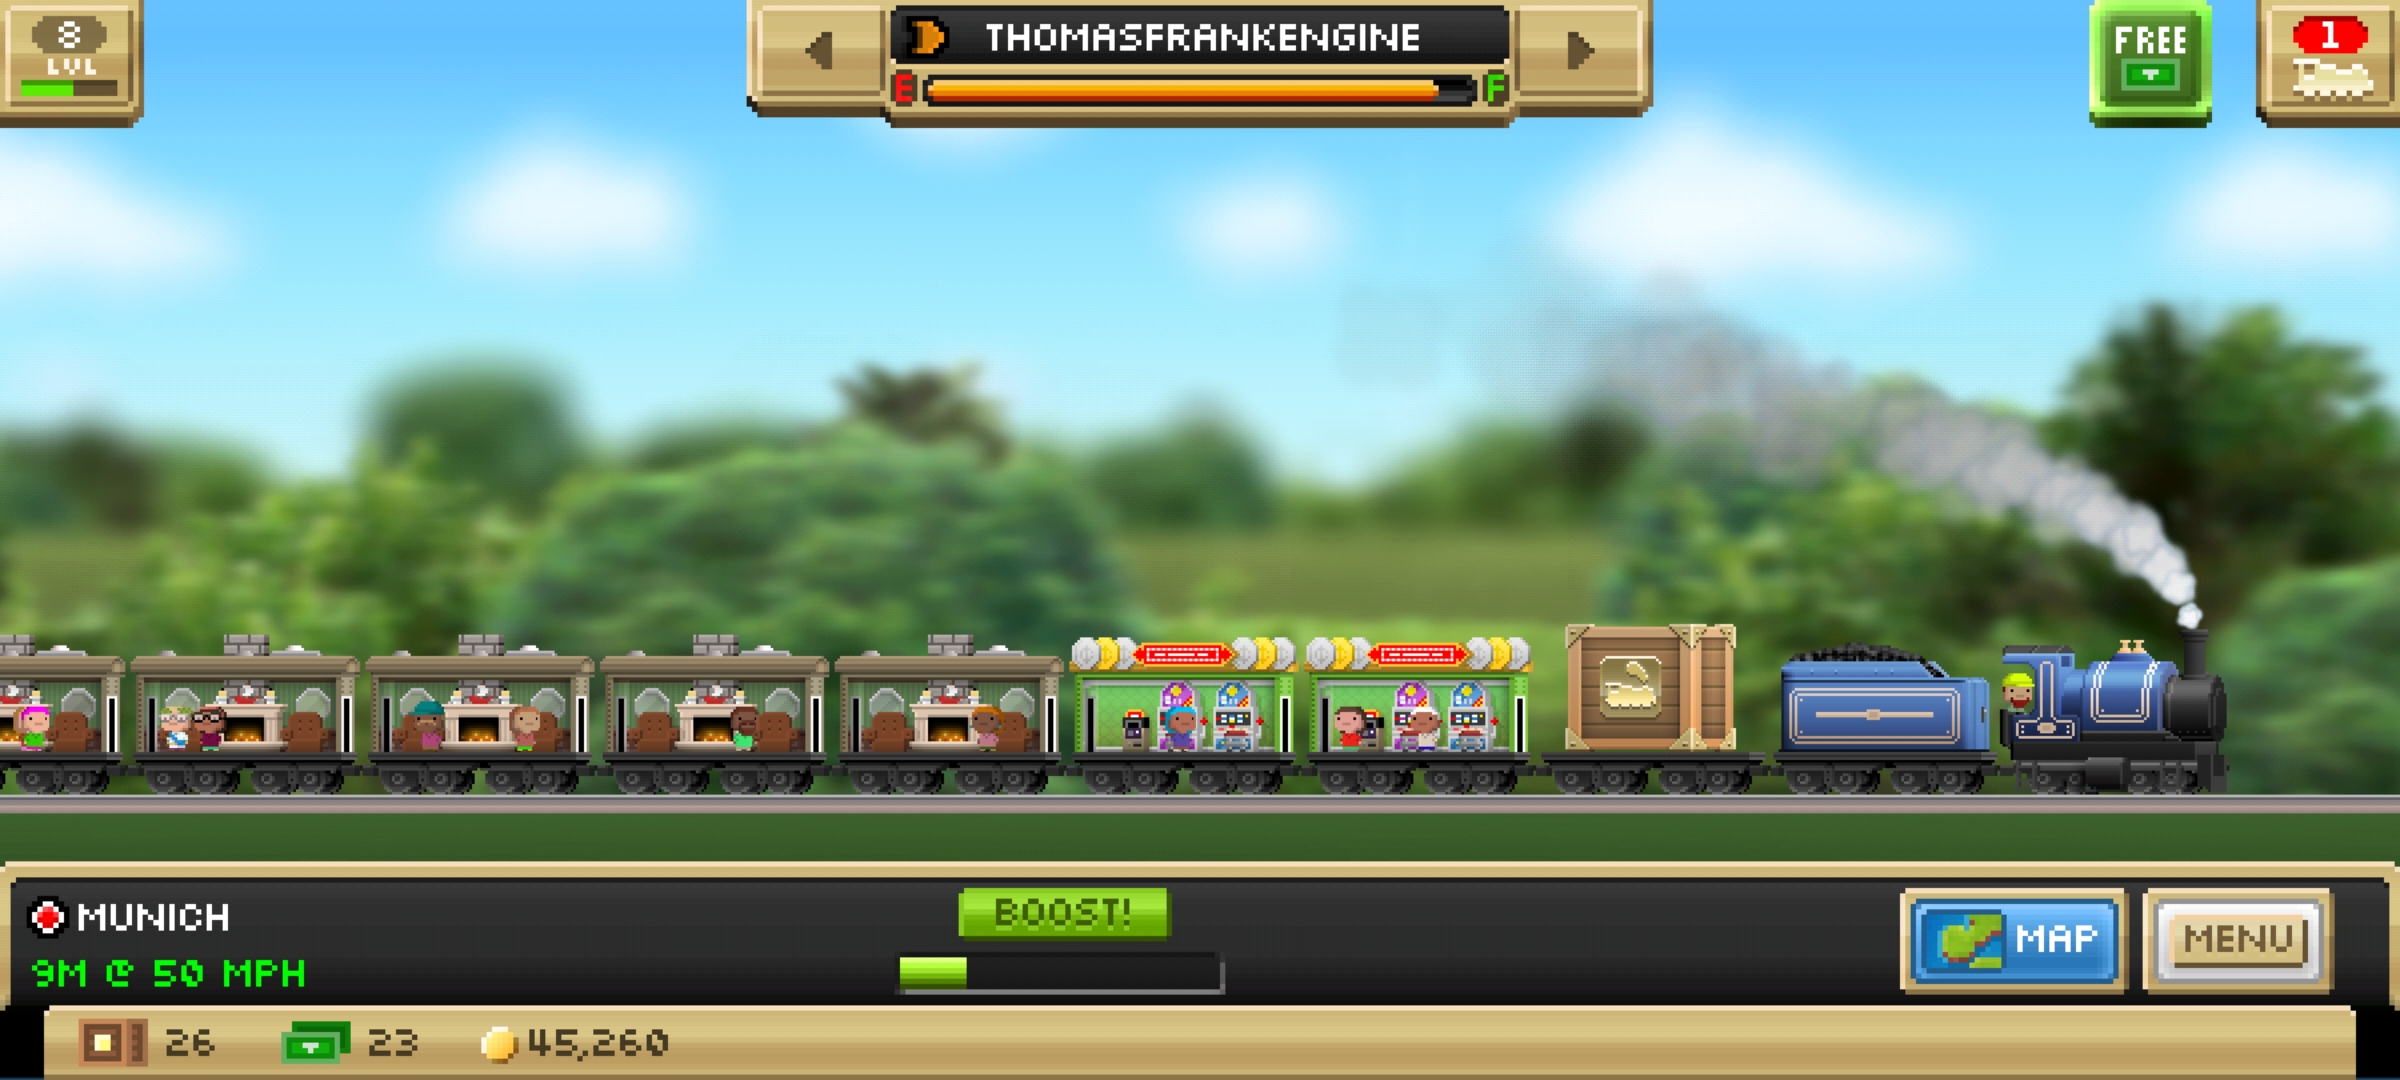 8
LVL
THOMASFRANKENGINE
E F
FREE
1
MUNICH
9M @ 50 MPH
BOOST!
MAP
MENU
26
23
45,260